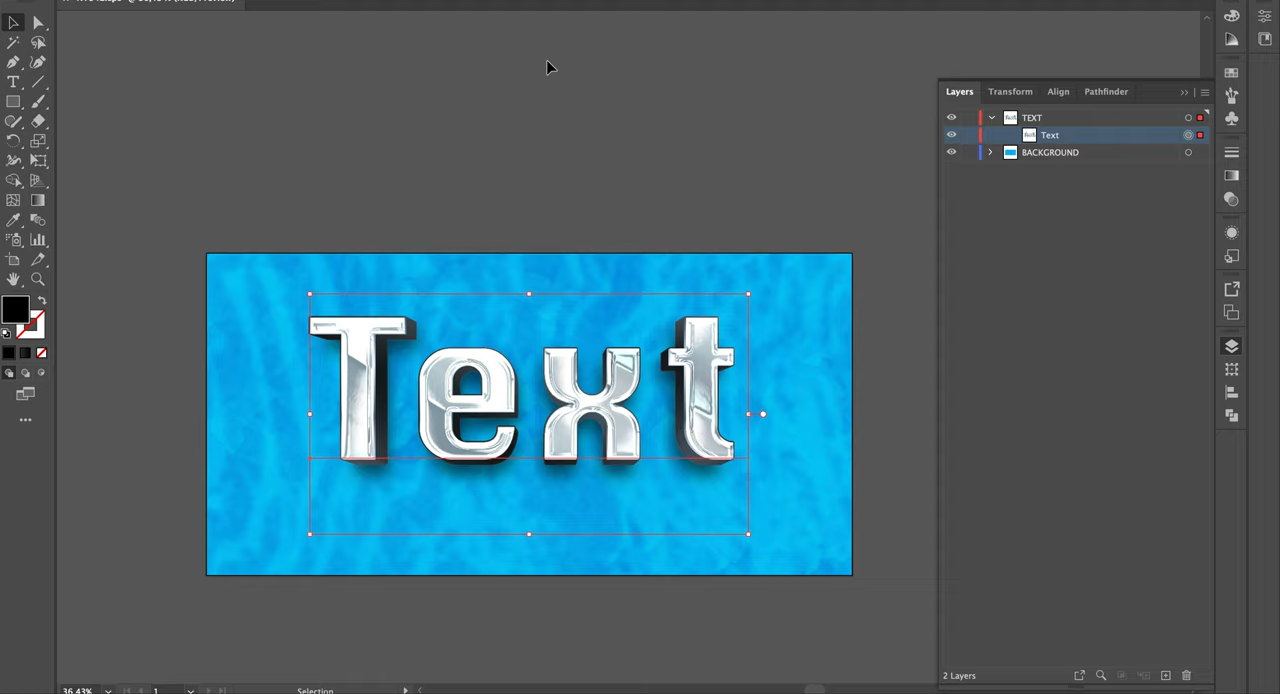 Layers Transform Align Pathfinder
TEXT
Text
BACKGROUND
Text
2 Layers
36,43% 1 Selection